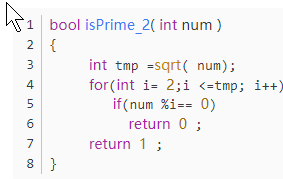 1 bool isPrime_2( int num )
2 {
3 int tmp =sqrt( num);
4 for(int i= 2;i <=tmp; i++)
5 if(num %i== 0)
6 return 0 ;
7 return 1 ;
8 }